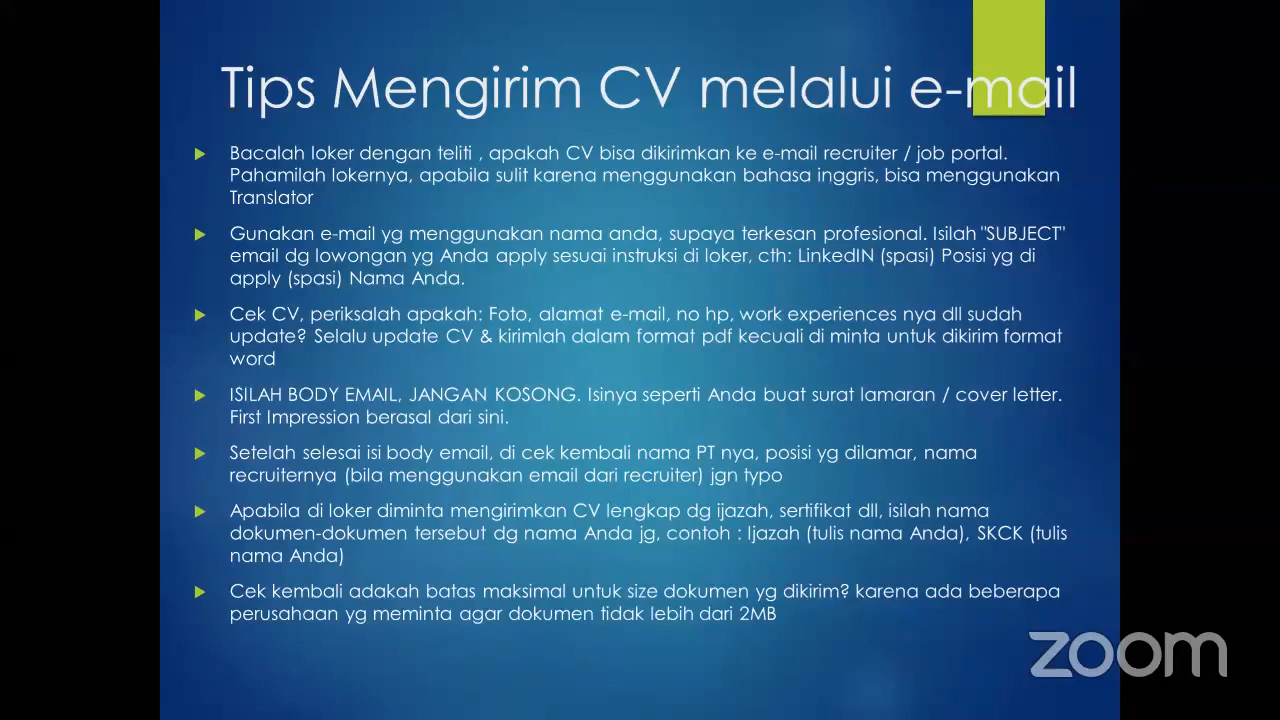 Tips Mengirim CV melalui e-mail
Bacalah loker dengan teliti , apakah CV bisa dikirimkan ke e-mail recruiter / job portal.
Pahamilah lokernya, apabila sulit karena menggunakan bahasa inggris, bisa menggunakan
Translator
Gunakan e-mail yg menggunakan nama anda, supaya terkesan profesional. Isilah "SUBJECT"
email dg lowongan yg Anda apply sesuai instruksi di loker, cth: LinkedIN (spasi) Posisi yg di
apply (spasi) Nama Anda.
Cek CV, periksalah apakah: Foto, alamat e-mail, no hp, work experiences nya dll sudah
update? Selalu update CV & kirimlah dalam format pdf kecuali di minta untuk dikirim format
word
ISILAH BODY EMAIL, JANGAN KOSONG. Isinya seperti Anda buat surat lamaran / cover letter.
First Impression berasal dari sini.
Setelah selesai isi body email, di cek kembali nama PT nya, posisi yg dilamar, nama
recruiternya (bila menggunakan email dari recruiter) jgn typo
Apabila di loker diminta mengirimkan CV lengkap dg ijazah, sertifikat dll, isilah nama
dokumen-dokumen tersebut dg nama Anda jg, contoh : Ijazah (tulis nama Anda), SKCK (tulis
nama Anda)
Cek kembali adakah batas maksimal untuk size dokumen yg dikirim? karena ada beberapa
perusahaan yg meminta agar dokumen tidak lebih dari 2MB
zoom